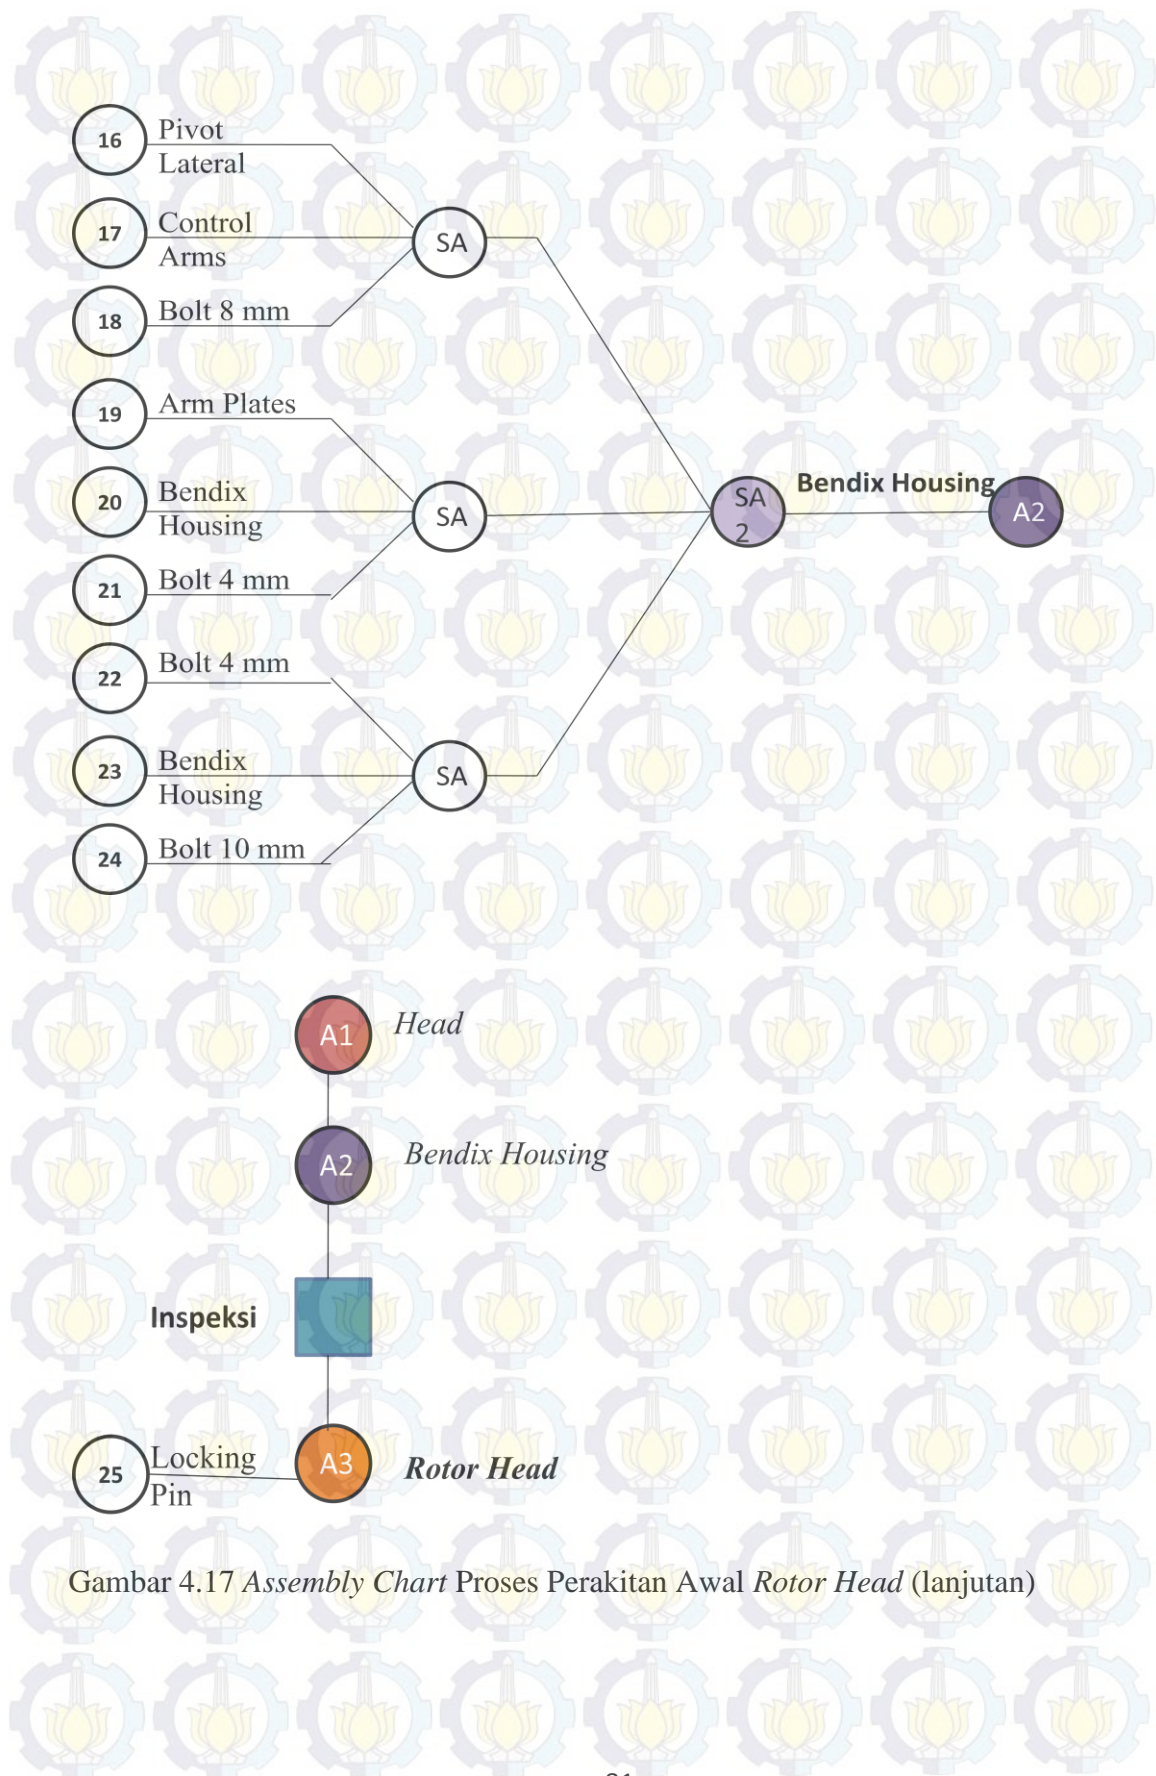 16 Pivot
Lateral
17 Control
Arms
SA
18 Bolt 8 mm
19 Arm Plates
20 Bendix
Housing
SA
SA
2
Bendix Housing
A2
21 Bolt 4 mm
22 Bolt 4 mm
23 Bendix
Housing
SA
24 Bolt 10 mm
A1 Head
A2 Bendix Housing
Inspeksi
25 Locking
Pin
A3 Rotor Head
Gambar 4.17 Assembly Chart Proses Perakitan Awal Rotor Head (lanjutan)